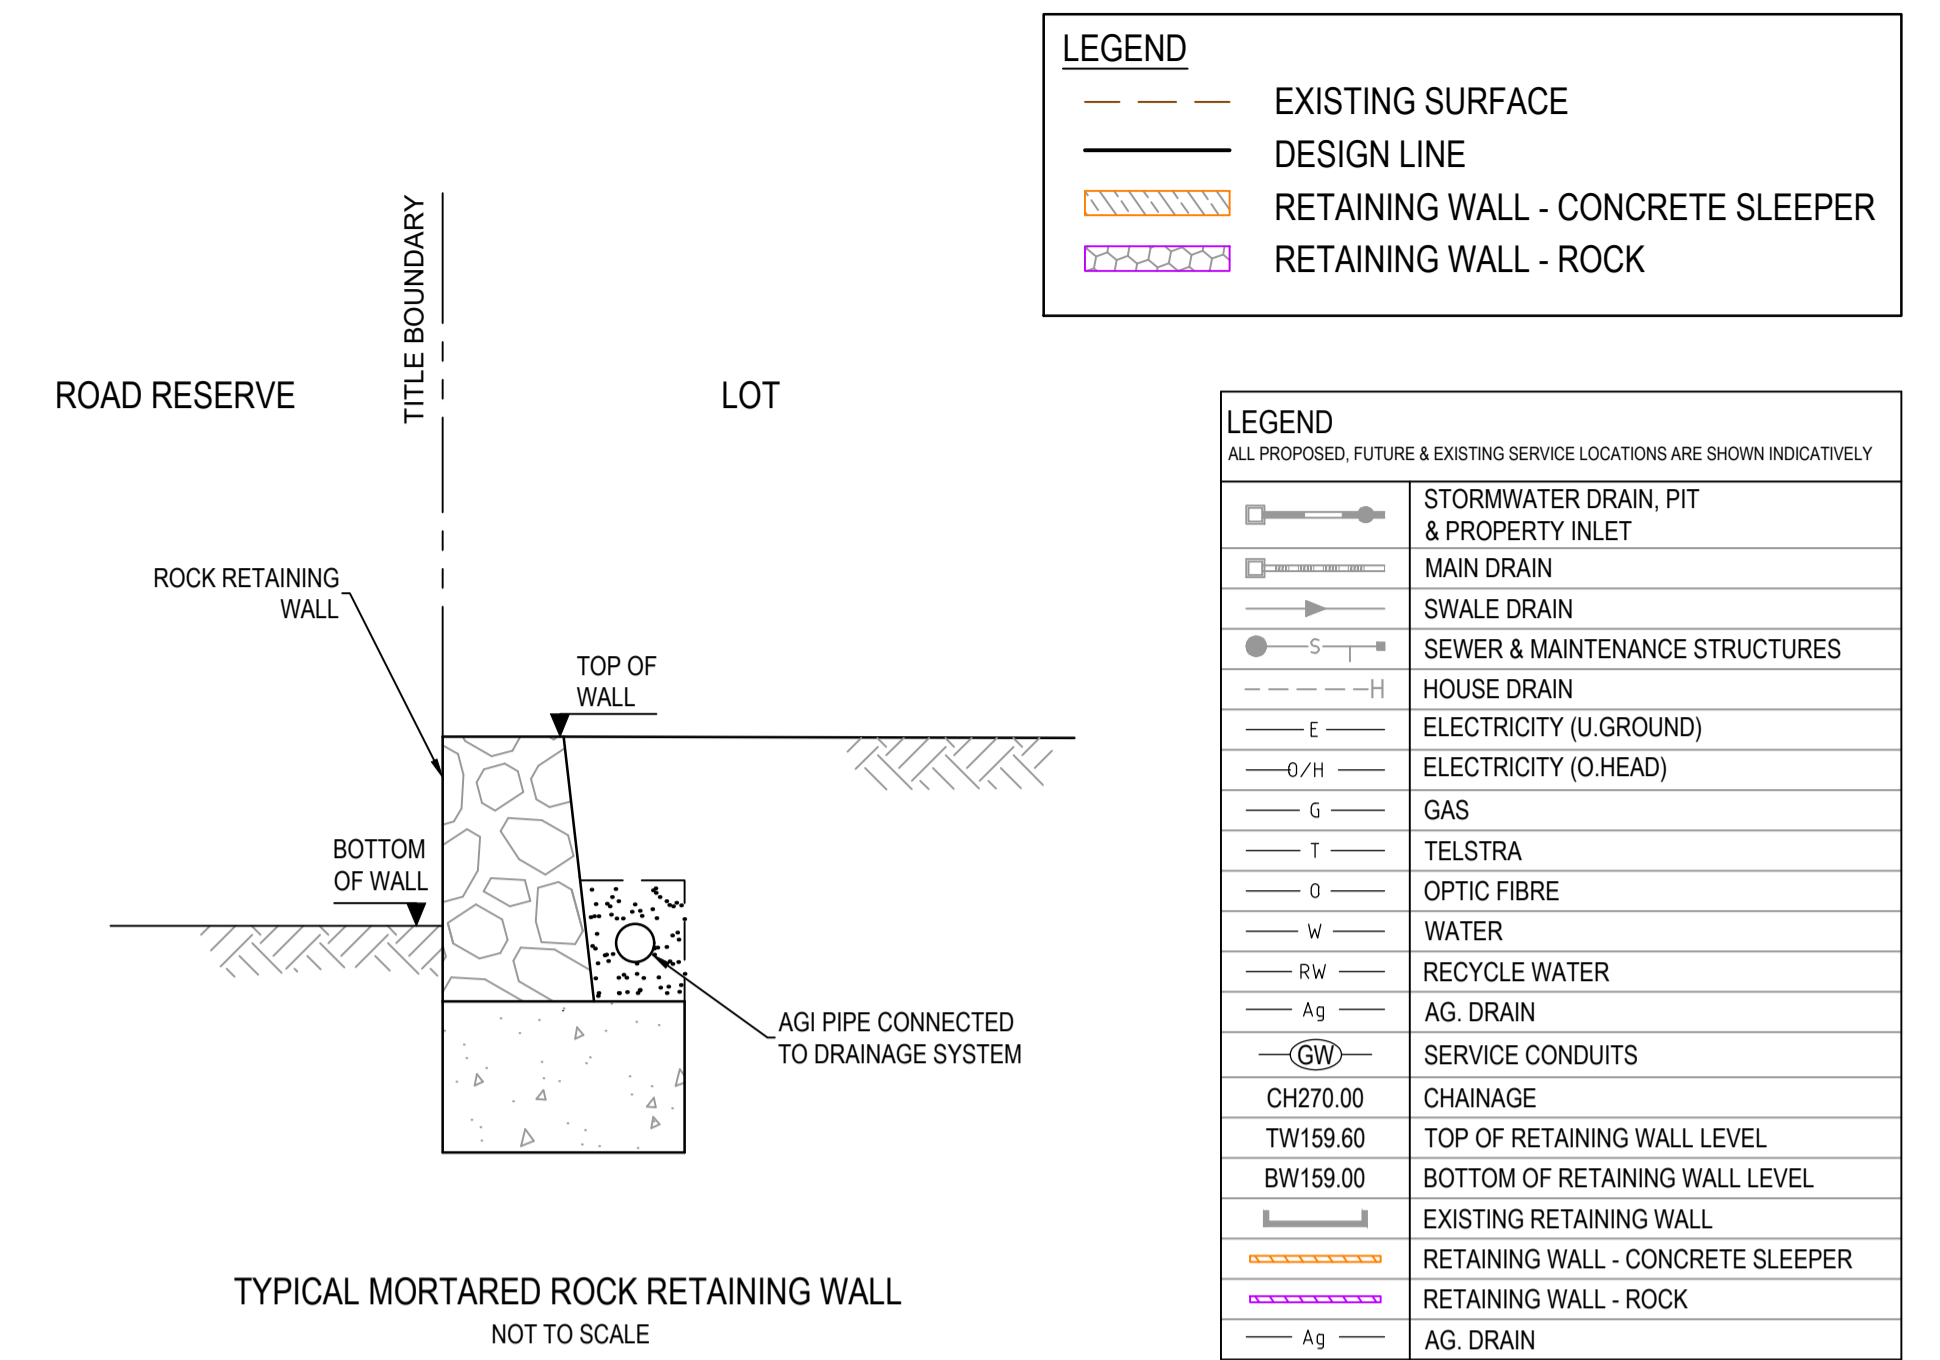 LEGEND
EXISTING SURFACE
DESIGN LINE
RETAINING WALL - CONCRETE SLEEPER
RETAINING WALL - ROCK
TITLE BOUNDARY
ROAD RESERVE
LOT
ROCK RETAINING
WALL
TOP OF
WALL
BOTTOM
OF WALL
AGI PIPE CONNECTED
TO DRAINAGE SYSTEM
TYPICAL MORTARED ROCK RETAINING WALL
NOT TO SCALE
LEGEND
ALL PROPOSED, FUTURE & EXISTING SERVICE LOCATIONS ARE SHOWN INDICATIVELY
STORMWATER DRAIN, PIT
& PROPERTY INLET
MAIN DRAIN
SWALE DRAIN
S SEWER & MAINTENANCE STRUCTURES
H HOUSE DRAIN
E ELECTRICITY (U.GROUND)
O/H ELECTRICITY (O.HEAD)
G GAS
T TELSTRA
O OPTIC FIBRE
W WATER
RW RECYCLE WATER
Ag AG. DRAIN
GW SERVICE CONDUITS
CH270.00 CHAINAGE
TW159.60 TOP OF RETAINING WALL LEVEL
BW159.00 BOTTOM OF RETAINING WALL LEVEL
EXISTING RETAINING WALL
RETAINING WALL - CONCRETE SLEEPER
RETAINING WALL - ROCK
Ag AG. DRAIN